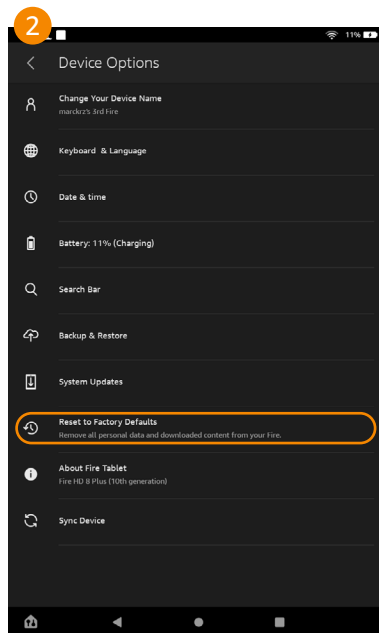 2
11%
Device Options
Change Your Device Name
marckrz's 3rd Fire
Keyboard & Language
Date & time
Battery: 11% (Charging)
Search Bar
Backup & Restore
System Updates
Reset to Factory Defaults
Remove all personal data and downloaded content from your Fire.
About Fire Tablet
Fire HD 8 Plus (10th generation)
Sync Device